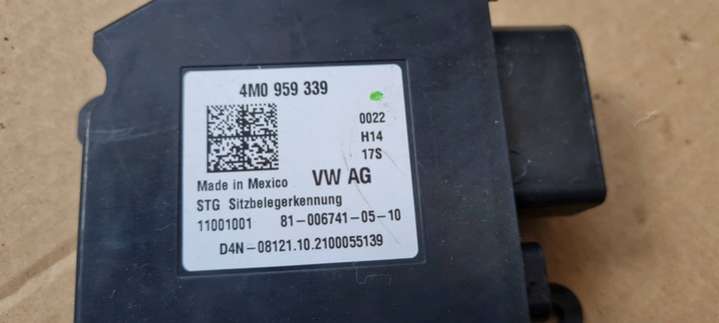 4M0 959 339
0022
H14
17S
Made in Mexico VW AG
STG Sitzbelegerkennung
11001001 81-006741-05-10
D4N-08121.10.2100055139